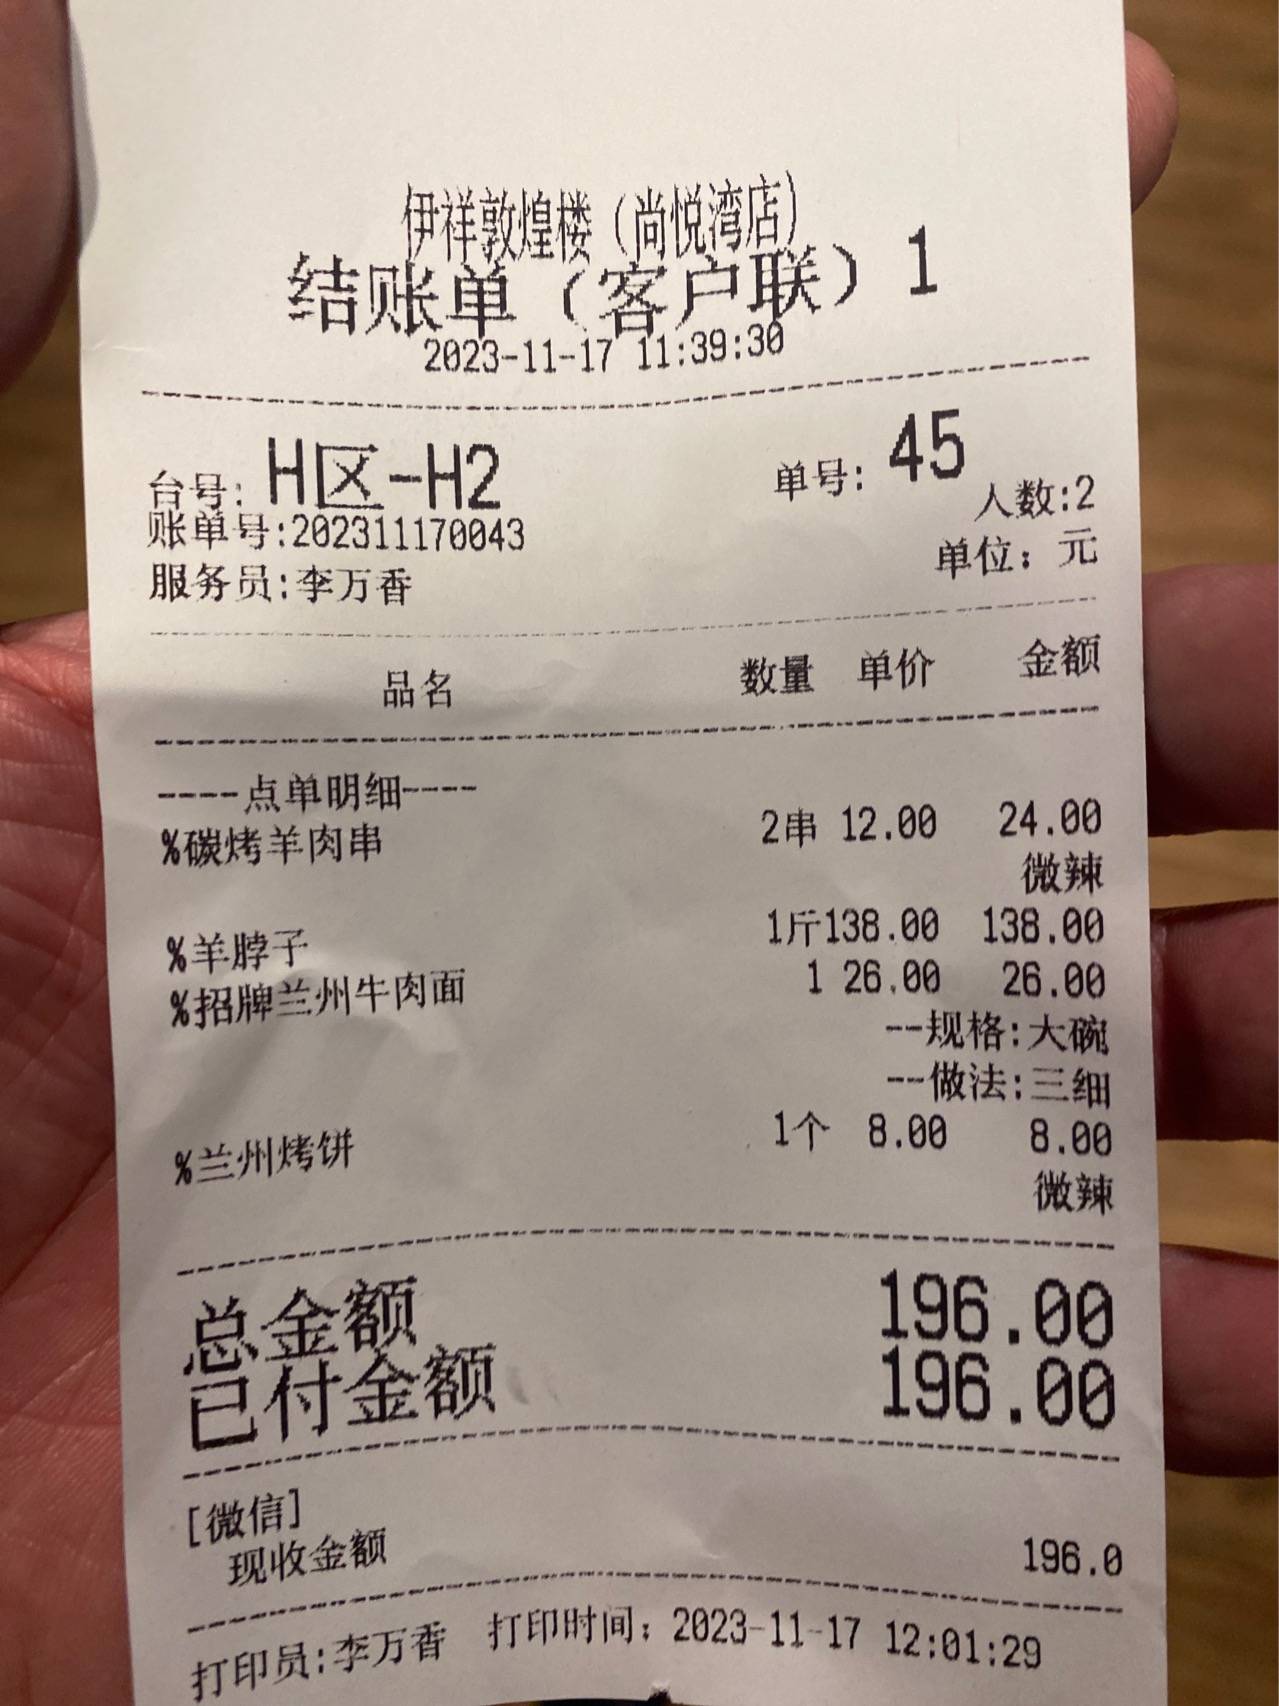 伊祥敦煌楼（尚悦湾店）
结账单（客户联）1
2023-11-17 11:39:30
台号: H区-H2 单号: 45
人数:2
账单号:202311170043
单位: 元
服务员:李万香
品名 数量 单价 金额
----点单明细----
%碳烤羊肉串 2串 12.00 24.00
微辣
%羊脖子 1斤138.00 138.00
%招牌兰州牛肉面 1 26.00 26.00
--规格:大碗
--做法:三细
%兰州烤饼 1个 8.00 8.00
微辣
总金额 196.00
已付金额 196.00
[微信]
现收金额 196.0
打印员:李万香 打印时间: 2023-11-17 12:01:29